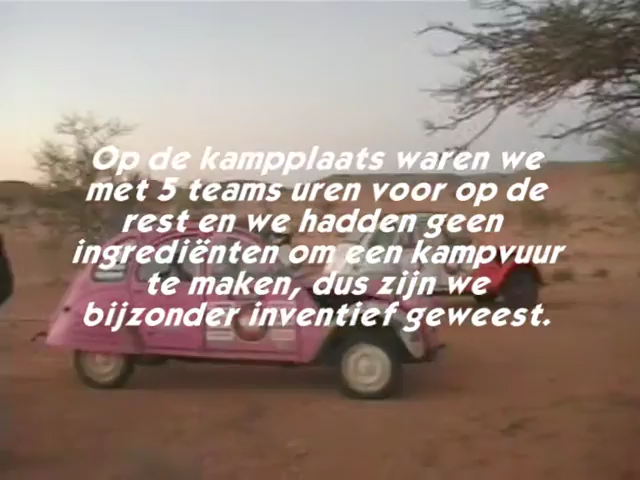 Op de kampplaats waren we
met 5 teams uren voor op de
rest en we hadden geen
ingrediënten om een kampvuur
te maken, dus zijn we
bijzonder inventief geweest.